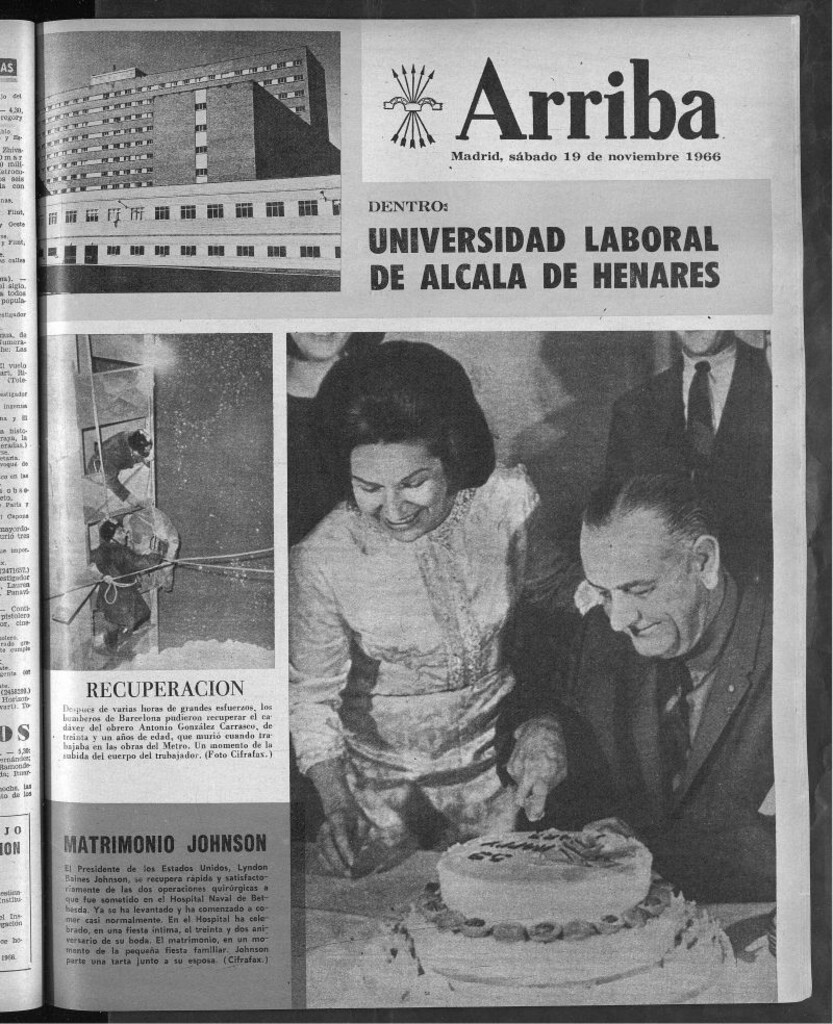 Arriba
Madrid, sábado 19 de noviembre 1966
DENTRO:
UNIVERSIDAD LABORAL
DE ALCALA DE HENARES
RECUPERACION
Después de varias horas de grandes esfuerzos, los
bomberos de Barcelona pudieron recuperar el ca-
dáver del obrero Antonio González Carrasco, de
treinta y un años de edad, que murió cuando tra-
bajaba en las obras del Metro. Un momento de la
subida del cuerpo del trabajador. (Foto Cifrafax.)
MATRIMONIO JOHNSON
El Presidente de los Estados Unidos, Lyndon
Baines Johnson, se recupera rápida y satisfacto-
riamente de las dos operaciones quirúrgicas a
que fue sometido en el Hospital Naval de Bet-
hesda. Ya se ha levantado y ha comenzado a co-
mer casi normalmente. En el Hospital ha cele-
brado, en una fiesta íntima, el treinta y dos ani-
versario de su boda. El matrimonio, en un mo-
mento de la pequeña fiesta familiar. Johnson
parte una tarta junto a su esposa. (Cifrafax.)